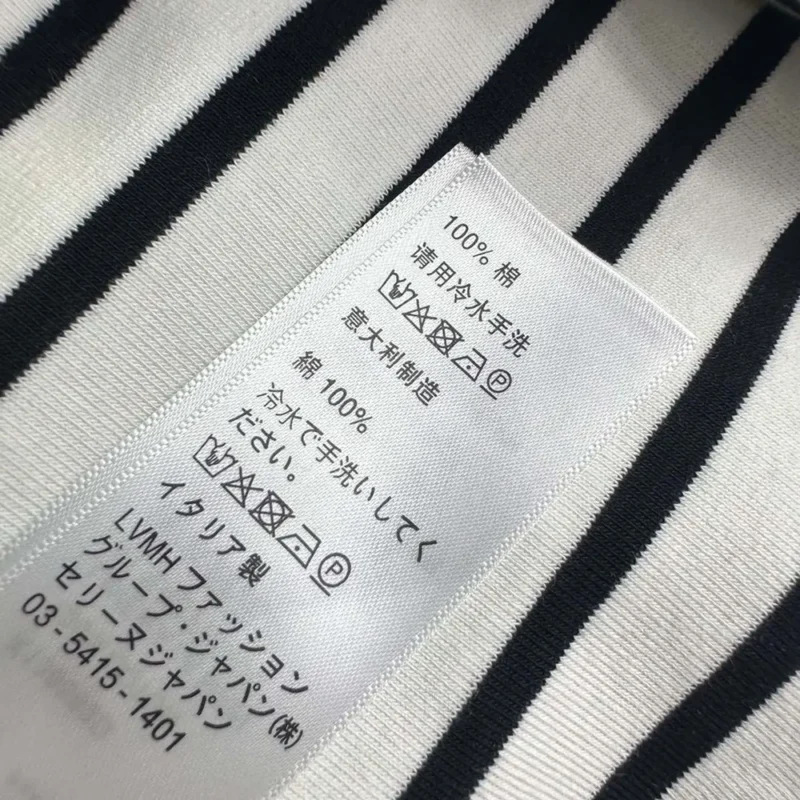 100% 棉
请用冷水手洗
P
意大利制造
綿 100%
冷水で手洗いしてく
ださい。
P
イタリア製
LVMH ファッション
グループ・ジャパン(株)
セリーヌジャパン
03-5415-1401